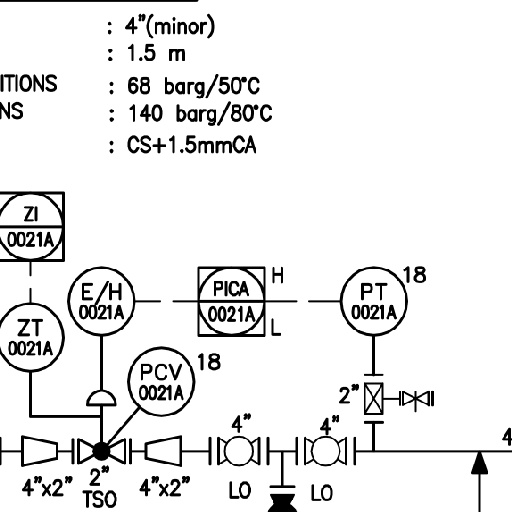 : 4"(minor)
: 1.5 m
ITIONS : 68 barg/50°C
NS : 140 barg/80°C
: CS+1.5mmCA
ZI
0021A
E/H
0021A
PICA
0021A
H
L
PT
0021A
18
ZT
0021A
PCV
0021A
18
2"
4"
4"
4
4"x2"
2"
TSO
4"x2"
LO
LO